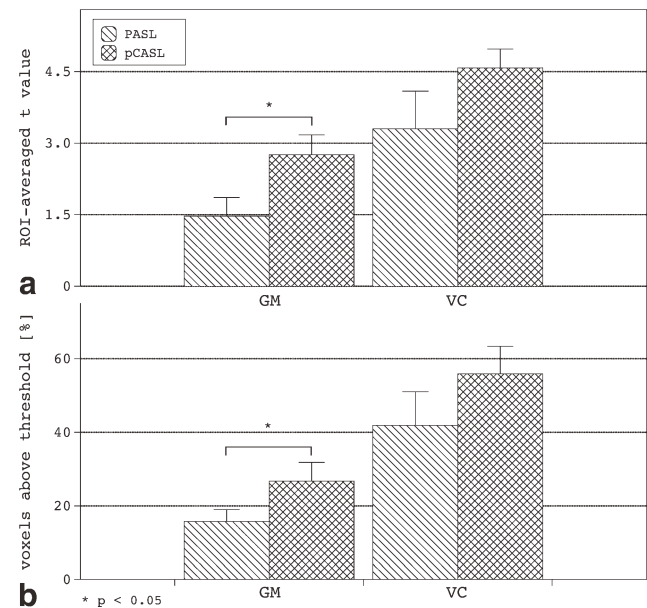 PASL
pCASL
ROI-averaged t value
4.5
3.0
1.5
0
*
GM
VC
a
voxels above threshold [%]
60
40
20
0
*
GM
VC
b
* p < 0.05